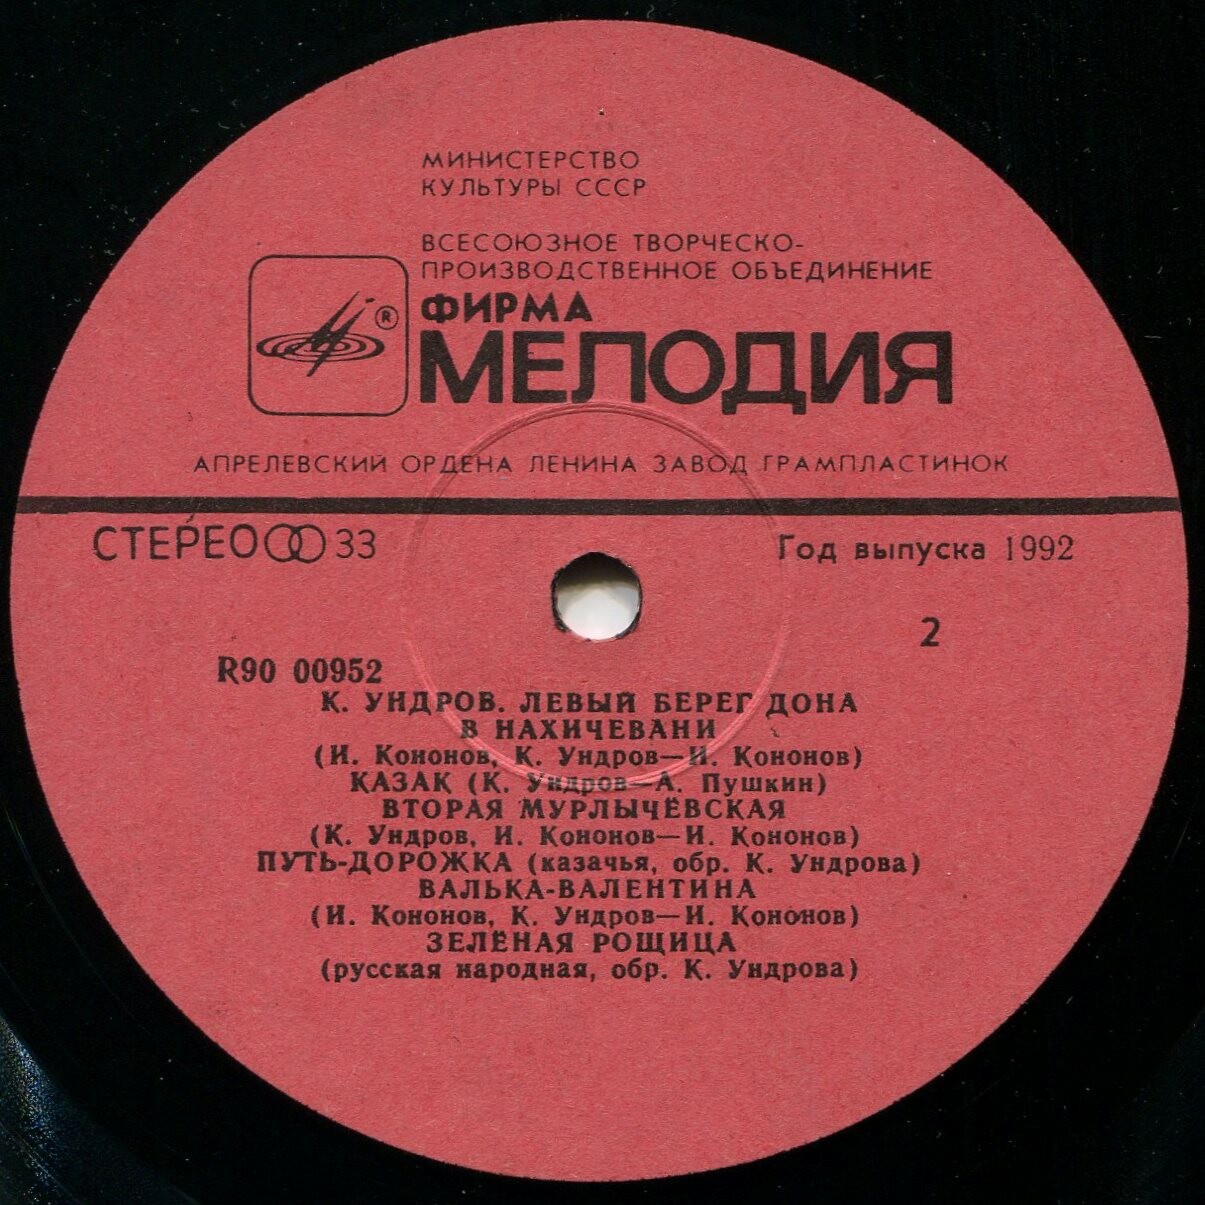 МИНИСТЕРСТВО
КУЛЬТУРЫ СССР
ВСЕСОЮЗНОЕ ТВОРЧЕСКО-
ПРОИЗВОДСТВЕННОЕ ОБЪЕДИНЕНИЕ
®
ФИРМА
МЕЛОДИЯ
АПРЕЛЕВСКИЙ ОРДЕНА ЛЕНИНА ЗАВОД ГРАМПЛАСТИНОК
СТЕРЕО 33
Год выпуска 1992
2
R90 00952
К. УНДРОВ. ЛЕВЫЙ БЕРЕГ ДОНА
В НАХИЧЕВАНИ
(И. Кононов, К. Ундров—И. Кононов)
КАЗАК (К. Ундров—А. Пушкин)
ВТОРАЯ МУРЛЫЧЁВСКАЯ
(К. Ундров, И. Кононов—И. Кононов)
ПУТЬ-ДОРОЖКА (казачья, обр. К. Ундрова)
ВАЛЬКА-ВАЛЕНТИНА
(И. Кононов, К. Ундров—И. Кононов)
ЗЕЛЁНАЯ РОЩИЦА
(русская народная, обр. К. Ундрова)